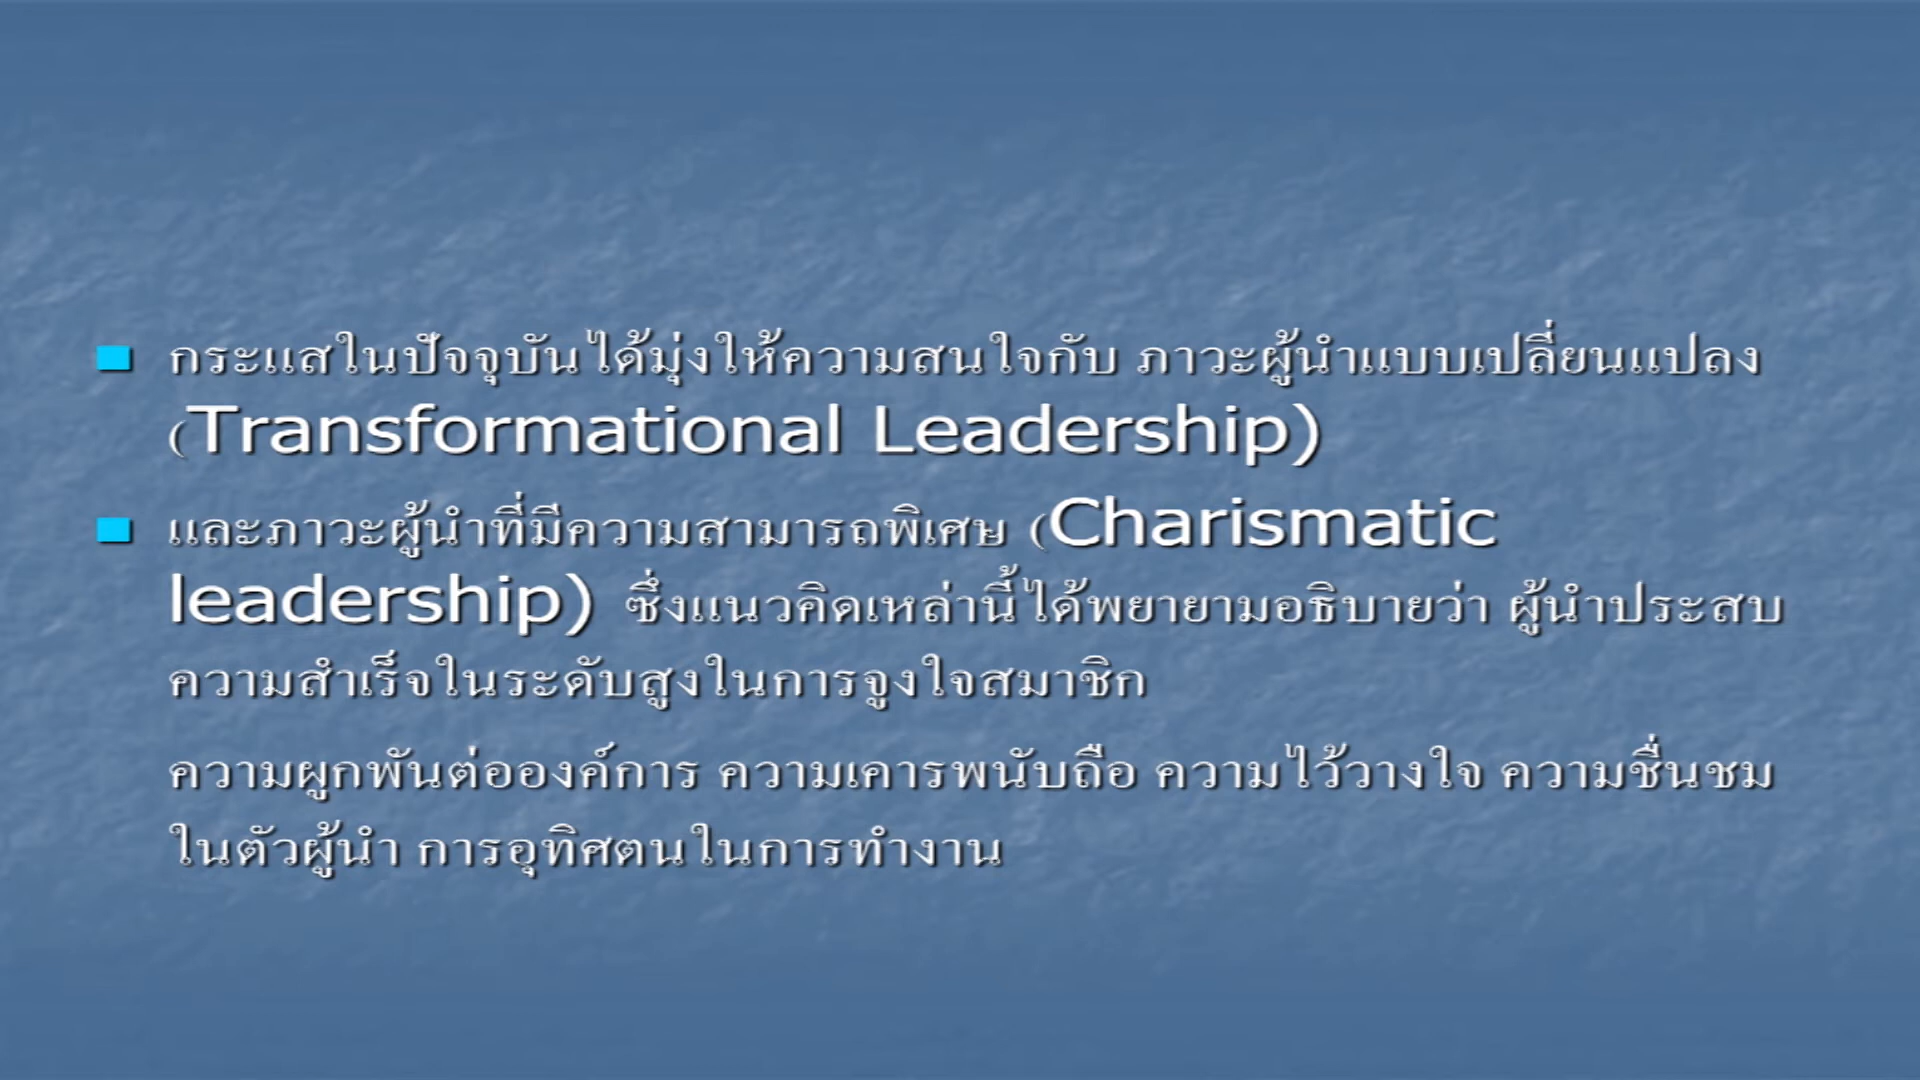 กระแสในปัจจุบันได้มุ่งให้ความสนใจกับ ภาวะผู้นำแบบเปลี่ยนแปลง
(Transformational Leadership)
และภาวะผู้นำที่มีความสามารถพิเศษ (Charismatic
leadership) ซึ่งแนวคิดเหล่านี้ได้พยายามอธิบายว่า ผู้นำประสบ
ความสำเร็จในระดับสูงในการจูงใจสมาชิก
ความผูกพันต่อองค์การ ความเคารพนับถือ ความไว้วางใจ ความชื่นชม
ในตัวผู้นำ การอุทิศตนในการทำงาน